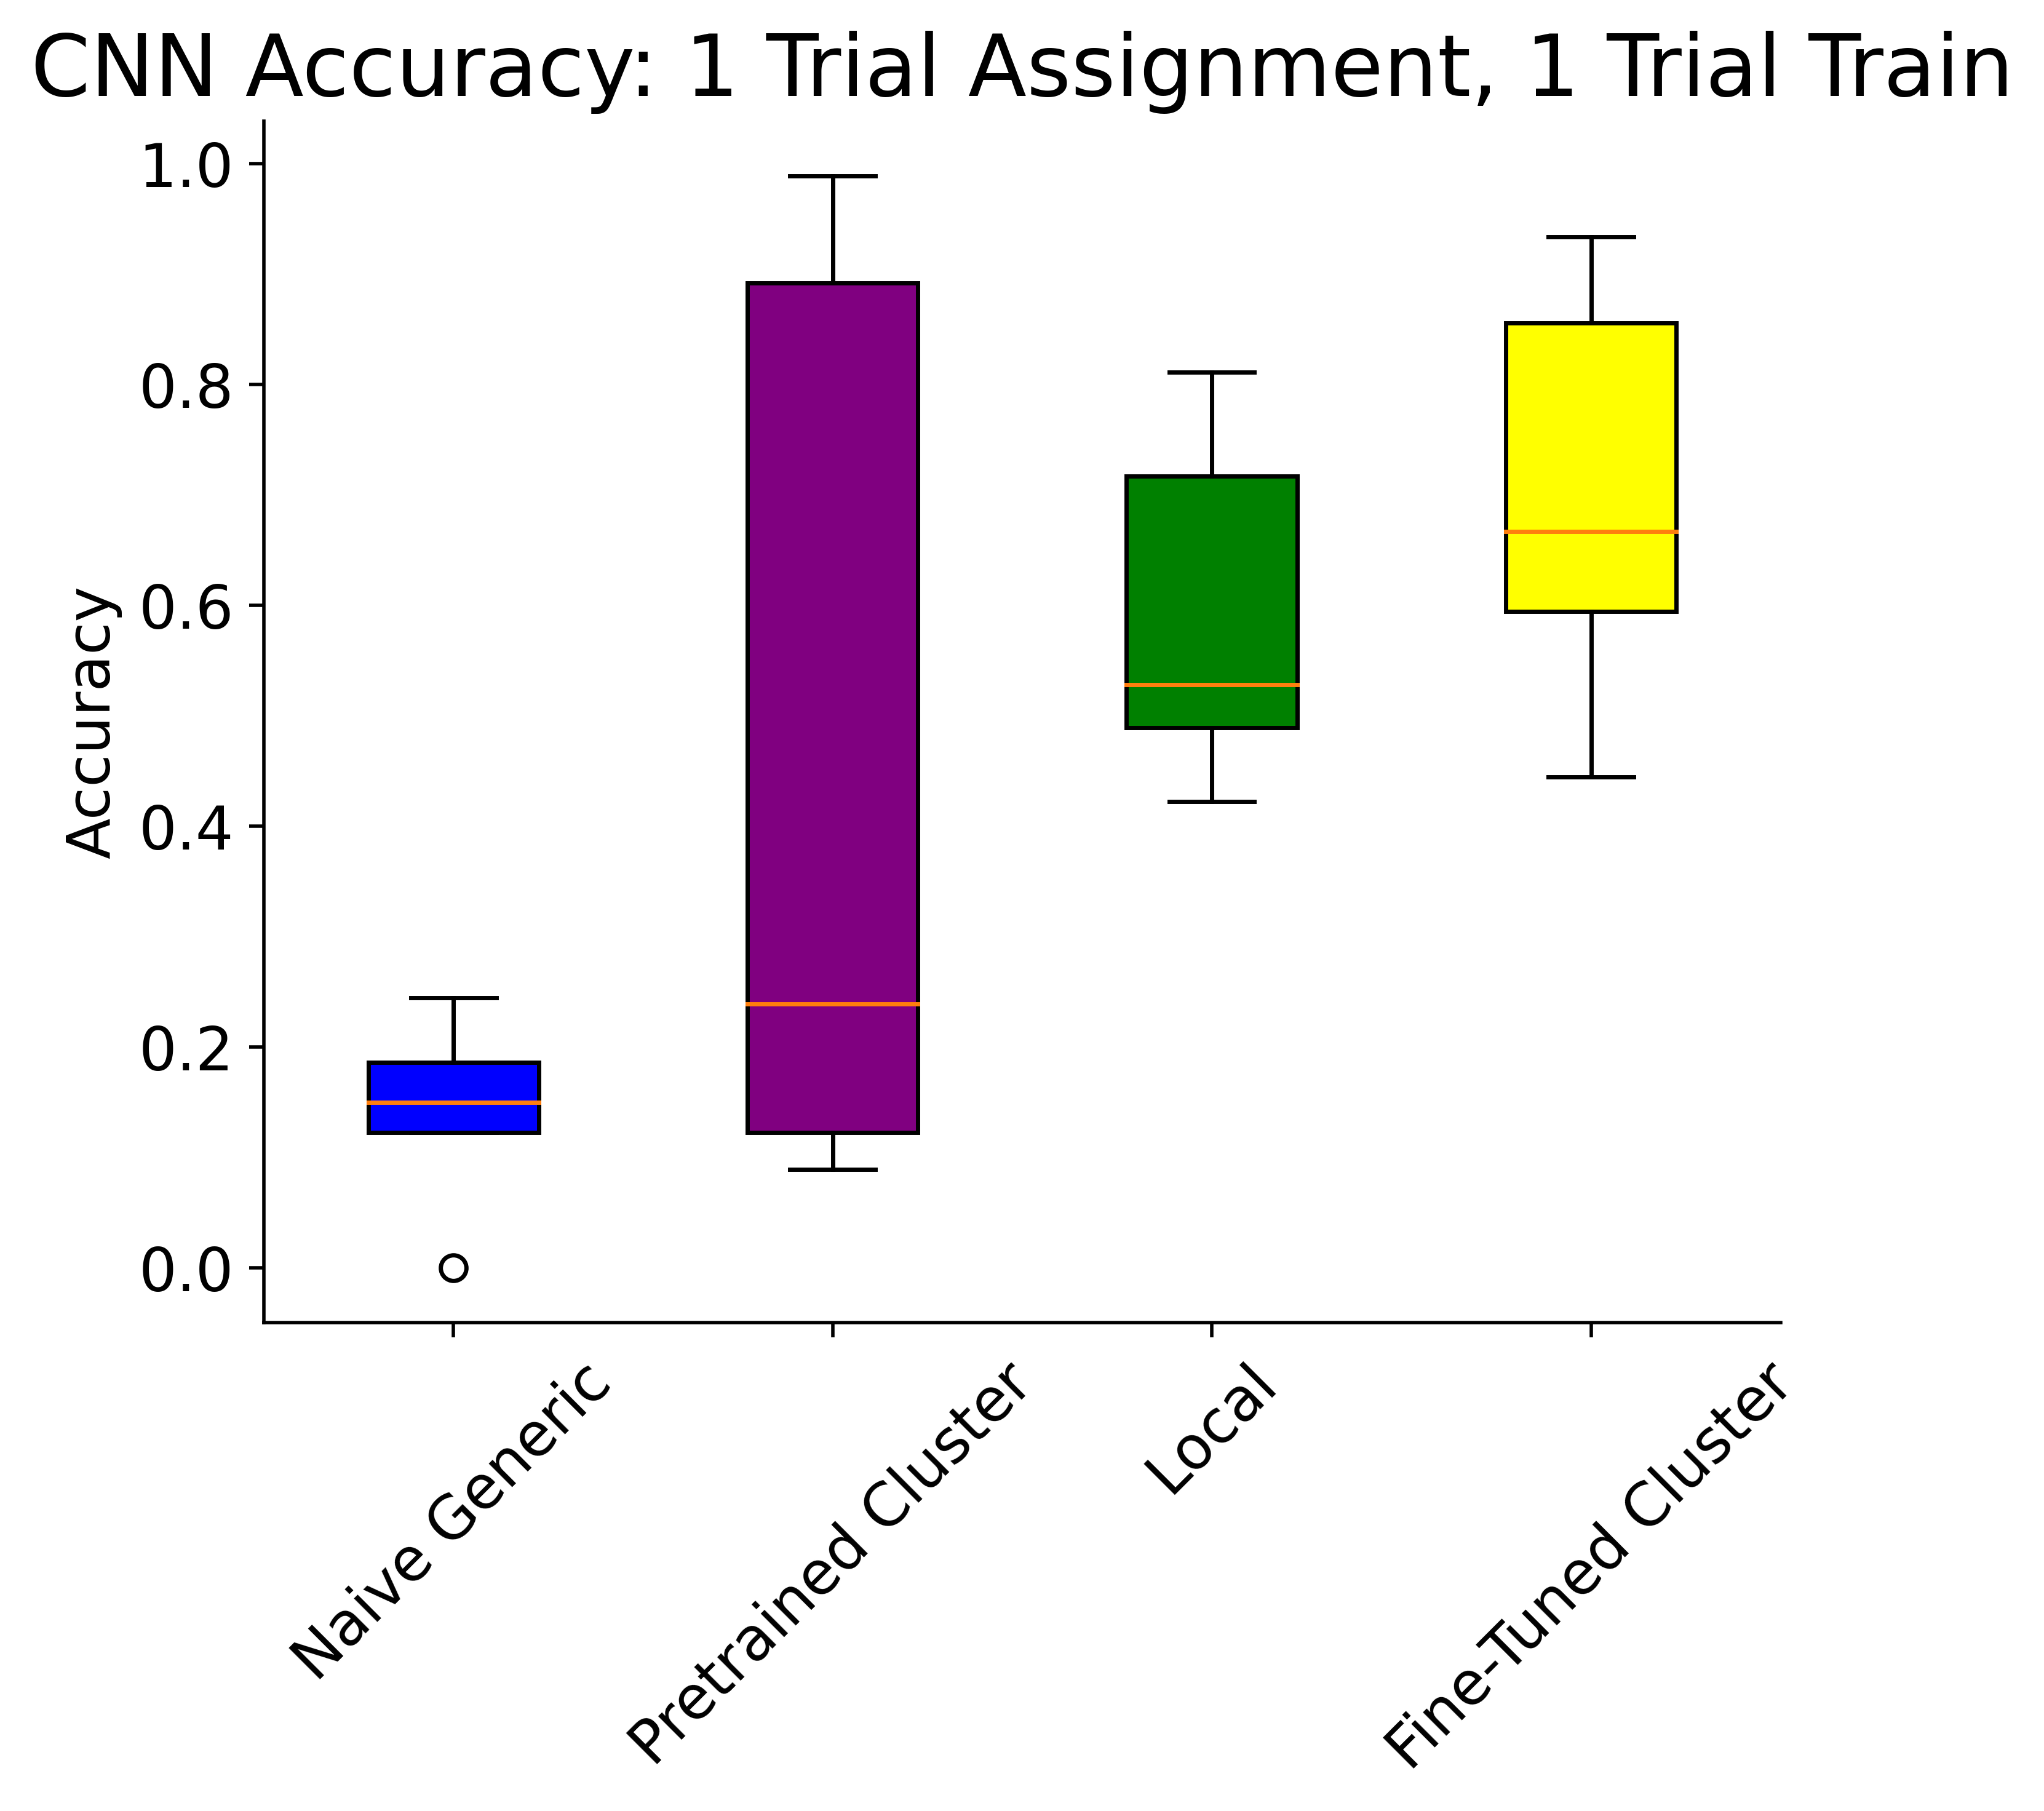 CNN Accuracy: 1 Trial Assignment, 1 Trial Train
Accuracy
1.0
0.8
0.6
0.4
0.2
0.0
Naive Generic
Pretrained Cluster
Local
Fine-Tuned Cluster